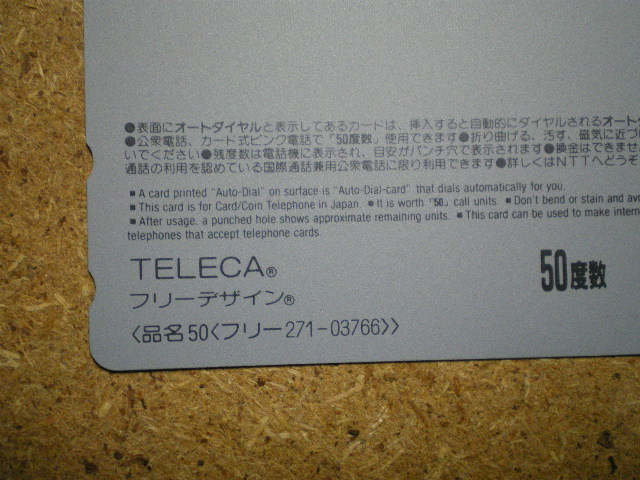 ●表面にオートダイヤルと表示してあるカードは、挿入すると自動的にダイヤルされるオート
●公衆電話、カード式ピンク電話で「50度数」使用できます●折り曲げる、汚す、磁気に近づ
いでください●残度数は電話機に表示され、目安がパンチ穴で表示されます●換金はできませ
通話の利用を認めている国際通話兼用公衆電話に限り利用できます●詳しくはNTTへどうぞ
■ A card printed "Auto-Dial" on surface is "Auto-Dial-card" that dials automatically for you.
■ This card is for Card/Coin Telephone in Japan. ■ It is worth「50」call units. ■ Don't bend or stain and avo
■ After usage, a punched hole shows approximate remaining units. ■ This card can be used to make intern
telephones that accept telephone cards.
TELECA®
フリーデザイン®
50度数
〈品名50〈フリー271-03766〉〉